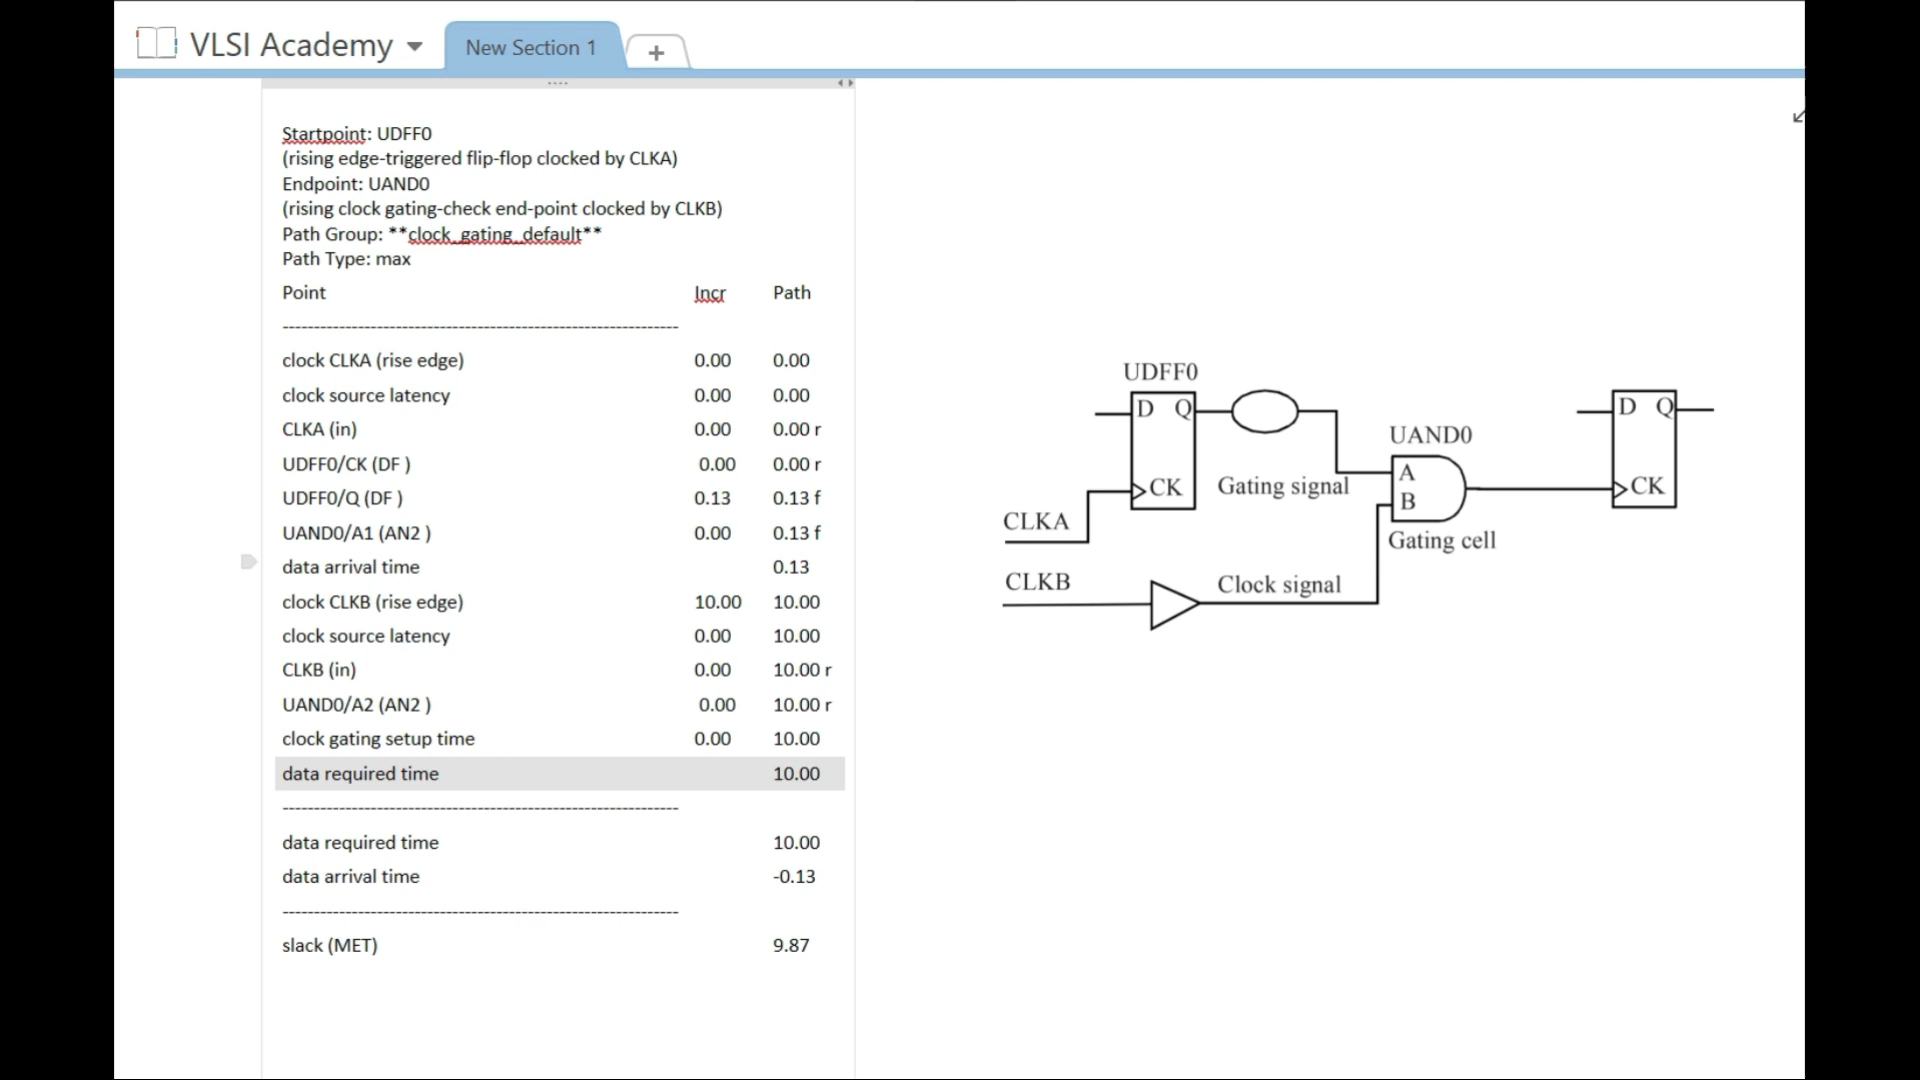 VLSI Academy
New Section 1
+
Startpoint: UDFF0
(rising edge-triggered flip-flop clocked by CLKA)
Endpoint: UAND0
(rising clock gating-check end-point clocked by CLKB)
Path Group: **clock_gating_default**
Path Type: max
Point Incr Path
---------------------------------------------------------------
clock CLKA (rise edge) 0.00 0.00
clock source latency 0.00 0.00
CLKA (in) 0.00 0.00 r
UDFF0/CK (DF ) 0.00 0.00 r
UDFF0/Q (DF ) 0.13 0.13 f
UAND0/A1 (AN2 ) 0.00 0.13 f
data arrival time 0.13
clock CLKB (rise edge) 10.00 10.00
clock source latency 0.00 10.00
CLKB (in) 0.00 10.00 r
UAND0/A2 (AN2 ) 0.00 10.00 r
clock gating setup time 0.00 10.00
data required time 10.00
---------------------------------------------------------------
data required time 10.00
data arrival time -0.13
---------------------------------------------------------------
slack (MET) 9.87
UDFF0
D Q
CK
CLKA
Gating signal
UAND0
A
B
Gating cell
CLKB
Clock signal
D Q
CK